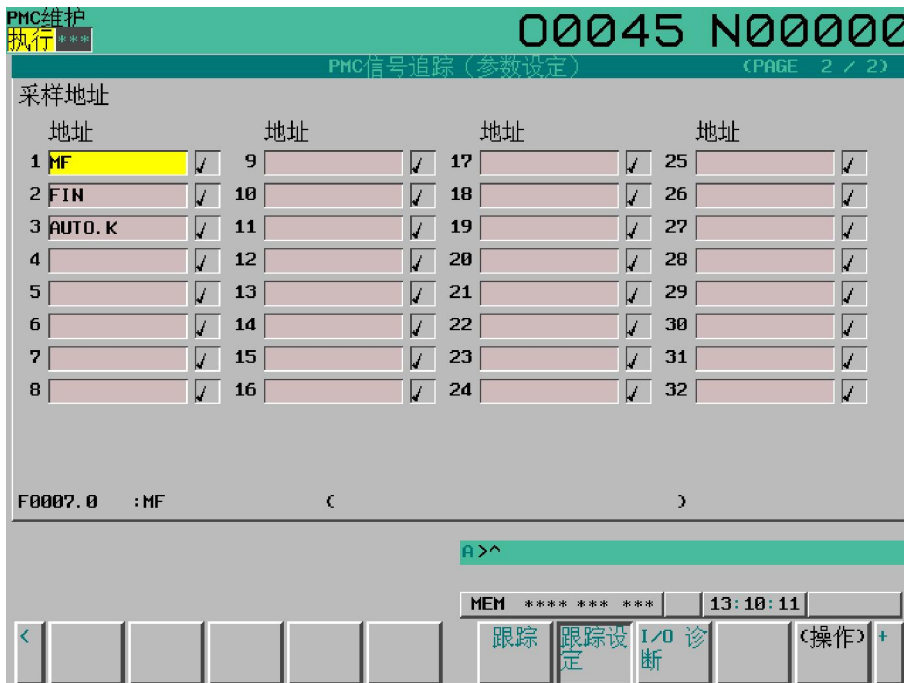 PMC维护
执行 *** O0045 N00000
PMC信号追踪（参数设定） (PAGE 2 / 2)
采样地址
地址 地址 地址 地址
1 MF ✓ 9 ✓ 17 ✓ 25 ✓
2 FIN ✓ 10 ✓ 18 ✓ 26 ✓
3 AUTO.K ✓ 11 ✓ 19 ✓ 27 ✓
4 ✓ 12 ✓ 20 ✓ 28 ✓
5 ✓ 13 ✓ 21 ✓ 29 ✓
6 ✓ 14 ✓ 22 ✓ 30 ✓
7 ✓ 15 ✓ 23 ✓ 31 ✓
8 ✓ 16 ✓ 24 ✓ 32 ✓
F0007.0 :MF ( )
A>^
MEM **** *** *** 13:10:11
< 跟踪 跟踪设定 I/O 诊断 (操作) +